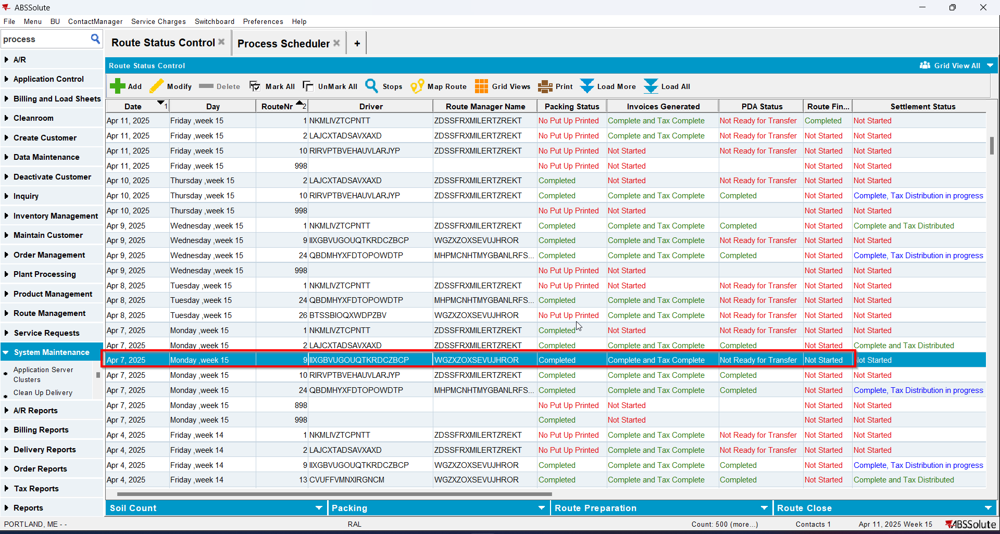 ABSSolute
File Menu BU ContactManager Service Charges Switchboard Preferences Help
process
Route Status Control Process Scheduler +
Route Status Control Grid View All
Add Modify Delete Mark All UnMark All Stops Map Route Grid Views Print Load More Load All
Date 1 Day RouteNr 2 Driver Route Manager Name Packing Status Invoices Generated PDA Status Route Fin... Settlement Status
Apr 11, 2025 Friday ,week 15 1 NKMLIVZTCPNTT ZDSSFRXMILERTZREKT No Put Up Printed Complete and Tax Complete Not Ready for Transfer Completed Not Started
Apr 11, 2025 Friday ,week 15 2 LAJCXTADSAVXAXD ZDSSFRXMILERTZREKT No Put Up Printed Complete and Tax Complete Not Ready for Transfer Not Started Not Started
Apr 11, 2025 Friday ,week 15 10 RIRVPTBVEHAUVLARJYP ZDSSFRXMILERTZREKT No Put Up Printed Not Started Not Ready for Transfer Not Started Not Started
Apr 11, 2025 Friday ,week 15 998 No Put Up Printed Not Started Not Started Not Started
Apr 10, 2025 Thursday ,week 15 2 LAJCXTADSAVXAXD ZDSSFRXMILERTZREKT Completed Not Started Not Ready for Transfer Not Started Not Started
Apr 10, 2025 Thursday ,week 15 10 RIRVPTBVEHAUVLARJYP ZDSSFRXMILERTZREKT Completed Complete and Tax Complete Completed Not Started Complete, Tax Distribution in progress
Apr 10, 2025 Thursday ,week 15 998 No Put Up Printed Not Started Not Started Not Started
Apr 9, 2025 Wednesday ,week 15 1 NKMLIVZTCPNTT ZDSSFRXMILERTZREKT Completed Complete and Tax Complete Completed Not Started Complete and Tax Distributed
Apr 9, 2025 Wednesday ,week 15 9 IIXGBVUGOUQTKRDCZBCP WGZXZOXSEVUJHROR Completed Complete and Tax Complete Not Ready for Transfer Not Started Not Started
Apr 9, 2025 Wednesday ,week 15 24 QBDMHYXFDTOPOWDTP MHPMCNHTMYGBANLRFS... Completed Complete and Tax Complete Completed Not Started Complete, Tax Distribution in progress
Apr 9, 2025 Wednesday ,week 15 998 No Put Up Printed Not Started Not Started Not Started
Apr 8, 2025 Tuesday ,week 15 1 NKMLIVZTCPNTT ZDSSFRXMILERTZREKT No Put Up Printed Not Started Not Ready for Transfer Not Started Not Started
Apr 8, 2025 Tuesday ,week 15 24 QBDMHYXFDTOPOWDTP MHPMCNHTMYGBANLRFS... Completed Complete and Tax Complete Not Ready for Transfer Not Started Not Started
Apr 8, 2025 Tuesday ,week 15 26 BTSSBIOQXWDPZBV WGZXZOXSEVUJHROR No Put Up Printed Complete and Tax Complete Not Ready for Transfer Not Started Not Started
Apr 7, 2025 Monday ,week 15 1 NKMLIVZTCPNTT ZDSSFRXMILERTZREKT Completed Not Started Not Ready for Transfer Not Started Not Started
Apr 7, 2025 Monday ,week 15 2 LAJCXTADSAVXAXD ZDSSFRXMILERTZREKT Completed Complete and Tax Complete Completed Not Started Complete and Tax Distributed
Apr 7, 2025 Monday ,week 15 9 IIXGBVUGOUQTKRDCZBCP WGZXZOXSEVUJHROR Completed Complete and Tax Complete Not Ready for Transfer Not Started Not Started
Apr 7, 2025 Monday ,week 15 10 RIRVPTBVEHAUVLARJYP ZDSSFRXMILERTZREKT Completed Complete and Tax Complete Completed Not Started Not Started
Apr 7, 2025 Monday ,week 15 24 QBDMHYXFDTOPOWDTP MHPMCNHTMYGBANLRFS... Completed Complete and Tax Complete Completed Not Started Complete, Tax Distribution in progress
Apr 7, 2025 Monday ,week 15 898 No Put Up Printed Not Started Not Started Not Started
Apr 7, 2025 Monday ,week 15 998 Completed Not Started Not Started Not Started
Apr 4, 2025 Friday ,week 14 1 NKMLIVZTCPNTT ZDSSFRXMILERTZREKT No Put Up Printed Complete and Tax Complete Not Ready for Transfer Not Started Not Started
Apr 4, 2025 Friday ,week 14 2 LAJCXTADSAVXAXD ZDSSFRXMILERTZREKT No Put Up Printed Complete and Tax Complete Not Ready for Transfer Not Started Not Started
Apr 4, 2025 Friday ,week 14 9 IIXGBVUGOUQTKRDCZBCP WGZXZOXSEVUJHROR Completed Complete and Tax Complete Completed Not Started Complete, Tax Distribution in progress
Apr 4, 2025 Friday ,week 14 13 CVUFFVMNXIRGNCM WGZXZOXSEVUJHROR Completed Complete and Tax Complete Completed Not Started Complete and Tax Distributed
A/R
Application Control
Billing and Load Sheets
Cleanroom
Create Customer
Data Maintenance
Deactivate Customer
Inquiry
Inventory Management
Maintain Customer
Order Management
Plant Processing
Product Management
Route Management
Service Requests
System Maintenance
Application Server
Clusters
Clean Up Delivery
A/R Reports
Billing Reports
Delivery Reports
Order Reports
Tax Reports
Reports
Soil Count Packing Route Preparation Route Close
PORTLAND, ME - - RAL Count: 500 (more...) Contacts 1 Apr 11, 2025 Week 15 ABSSolute